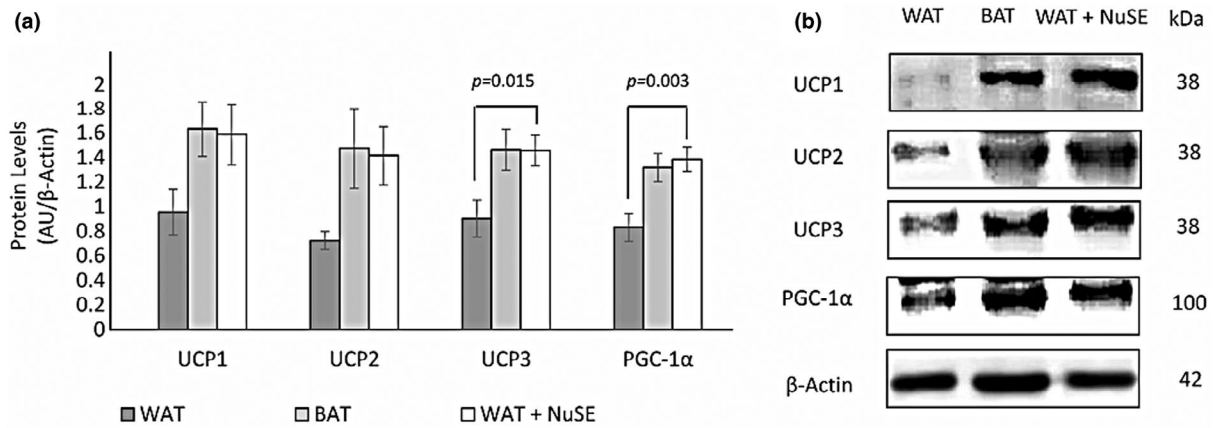 (a)
Protein Levels
(AU/β-Actin)
2
1.8
1.6
1.4
1.2
1
0.8
0.6
0.4
0.2
0
p=0.015
p=0.003
UCP1 UCP2 UCP3 PGC-1α
WAT BAT WAT + NuSE
(b)
WAT BAT WAT + NuSE kDa
UCP1 38
UCP2 38
UCP3 38
PGC-1α 100
β-Actin 42